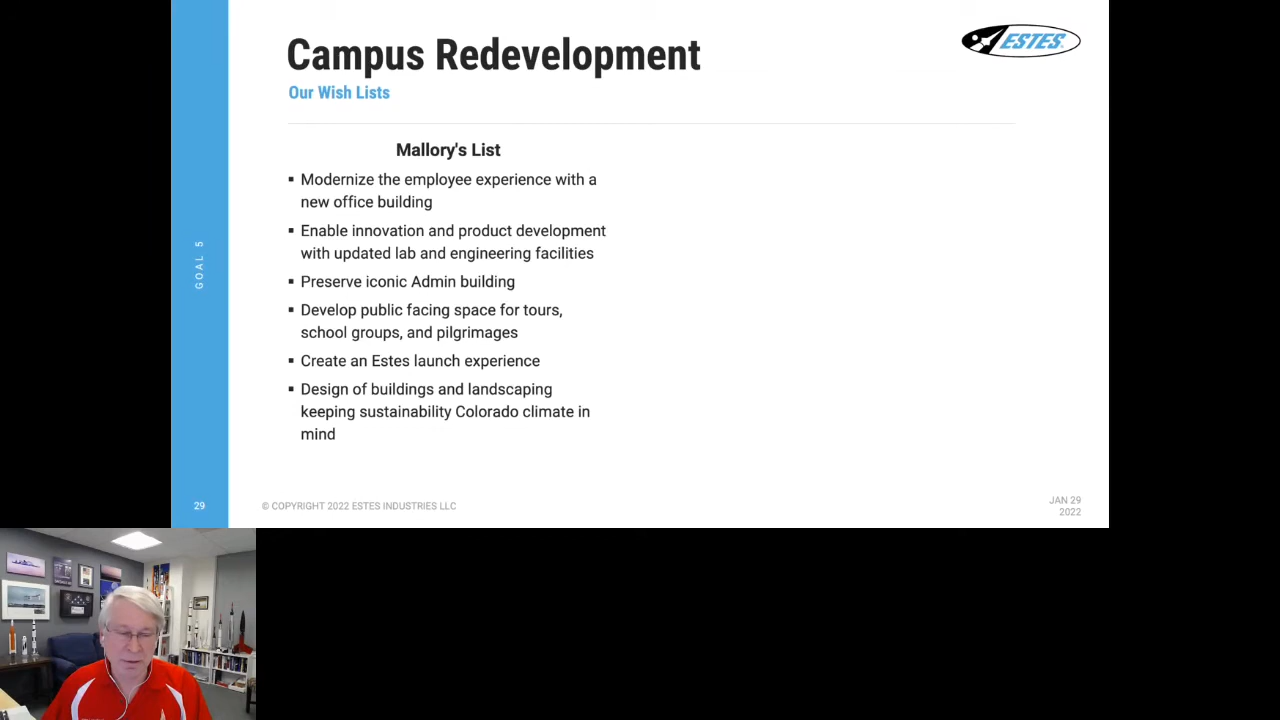 Campus Redevelopment
ESTES
Our Wish Lists
Mallory's List
▪ Modernize the employee experience with a
new office building
▪ Enable innovation and product development
with updated lab and engineering facilities
▪ Preserve iconic Admin building
▪ Develop public facing space for tours,
school groups, and pilgrimages
▪ Create an Estes launch experience
▪ Design of buildings and landscaping
keeping sustainability Colorado climate in
mind
GOAL 5
29
© COPYRIGHT 2022 ESTES INDUSTRIES LLC
JAN 29
2022